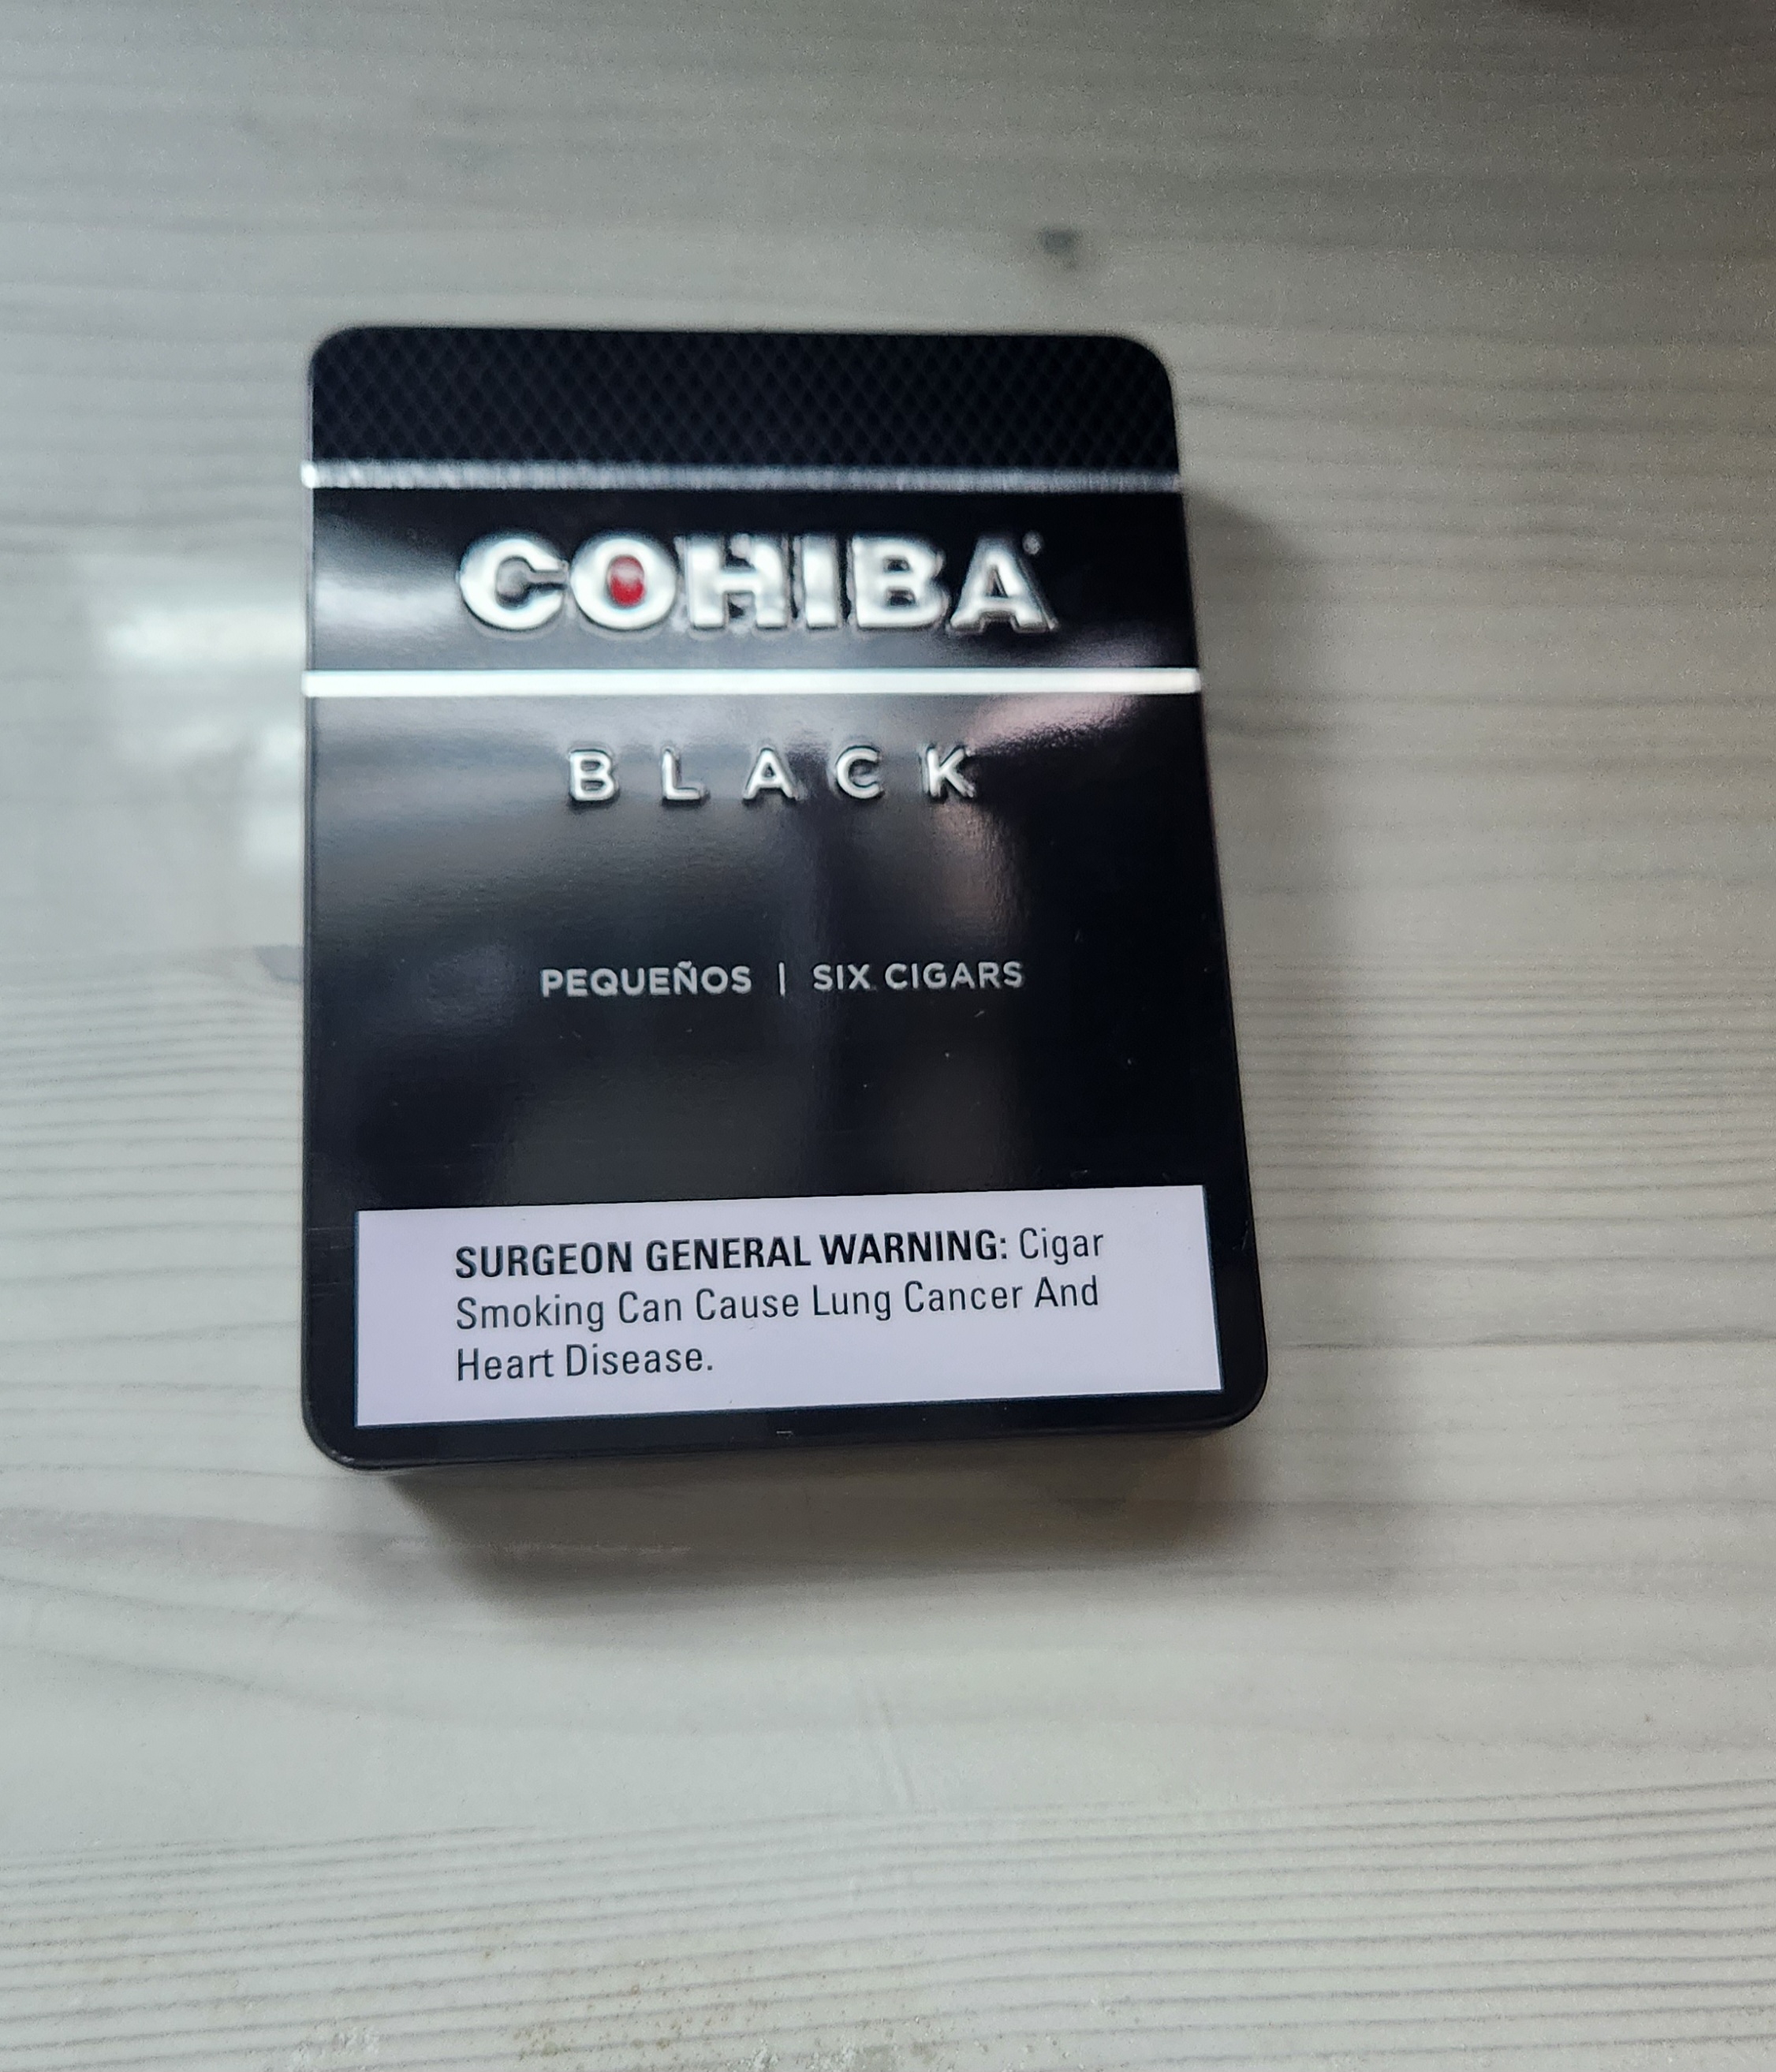 COHIBA
BLACK
PEQUEÑOS | SIX CIGARS
SURGEON GENERAL WARNING: Cigar
Smoking Can Cause Lung Cancer And
Heart Disease.